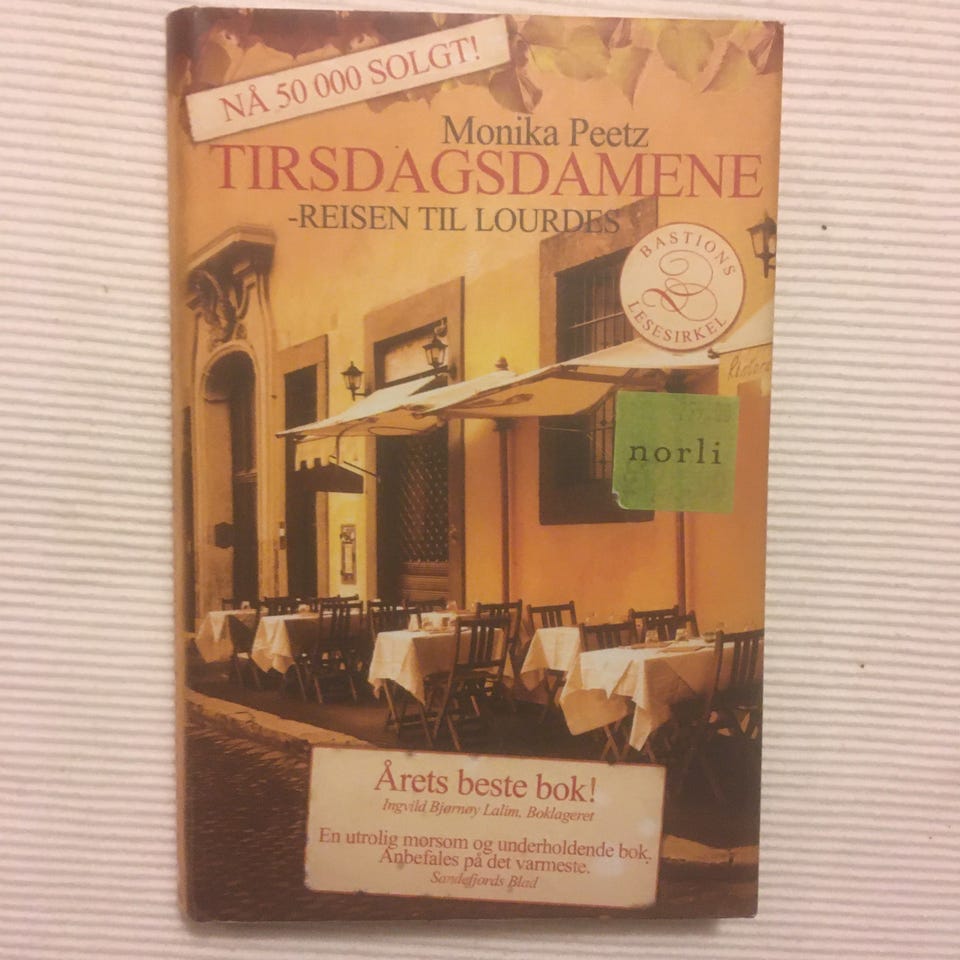 NÅ 50 000 SOLGT!
Monika Peetz
TIRSDAGSDAMENE
-REISEN TIL LOURDES
BASTIONS
B
LESESIRKEL
norli
Årets beste bok!
Ingvild Bjørnøy Lalim, Boklageret
En utrolig morsom og underholdende bok.
Anbefales på det varmeste.
Sandefjords Blad